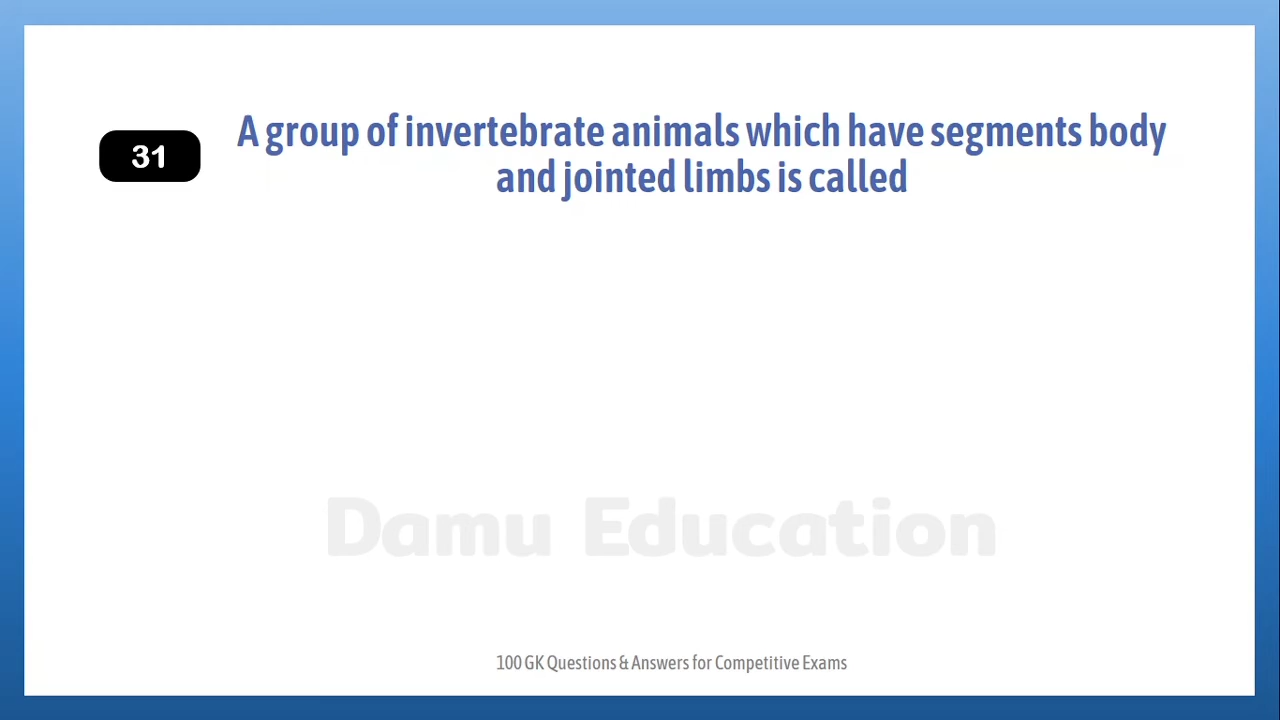 31
A group of invertebrate animals which have segments body
and jointed limbs is called
Damu Education
100 GK Questions & Answers for Competitive Exams